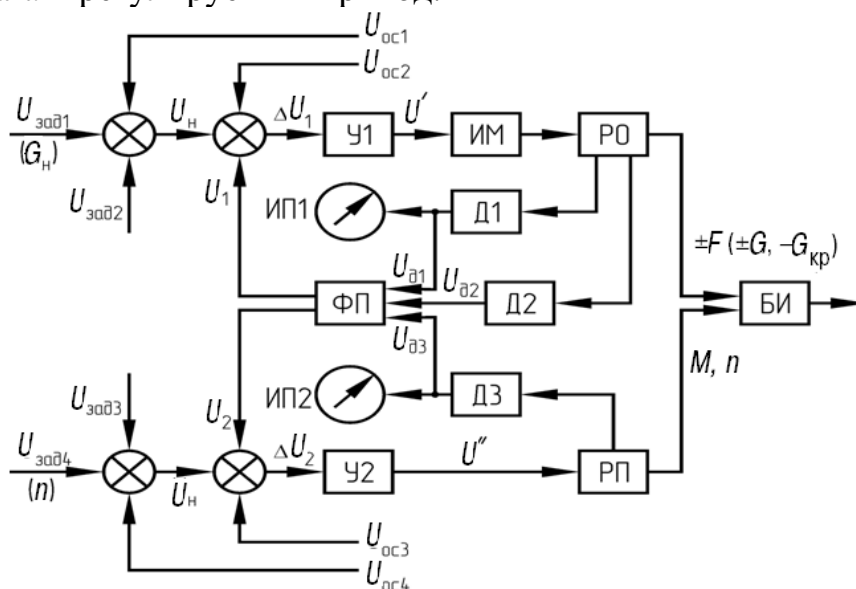 U_ос1
U_ос2
U_зад1
(G_н)
U_н
ΔU_1
У1
U′
ИМ
РО
U_зад2
U_1
ИП1
Д1
±F (±G, −G_кр)
U_д1
U_д2
ФП
Д2
БИ
U_д3
M, n
U_зад3
U_2
ИП2
Д3
U_зад4
(n)
U_н
ΔU_2
У2
U″
РП
U_ос3
U_ос4